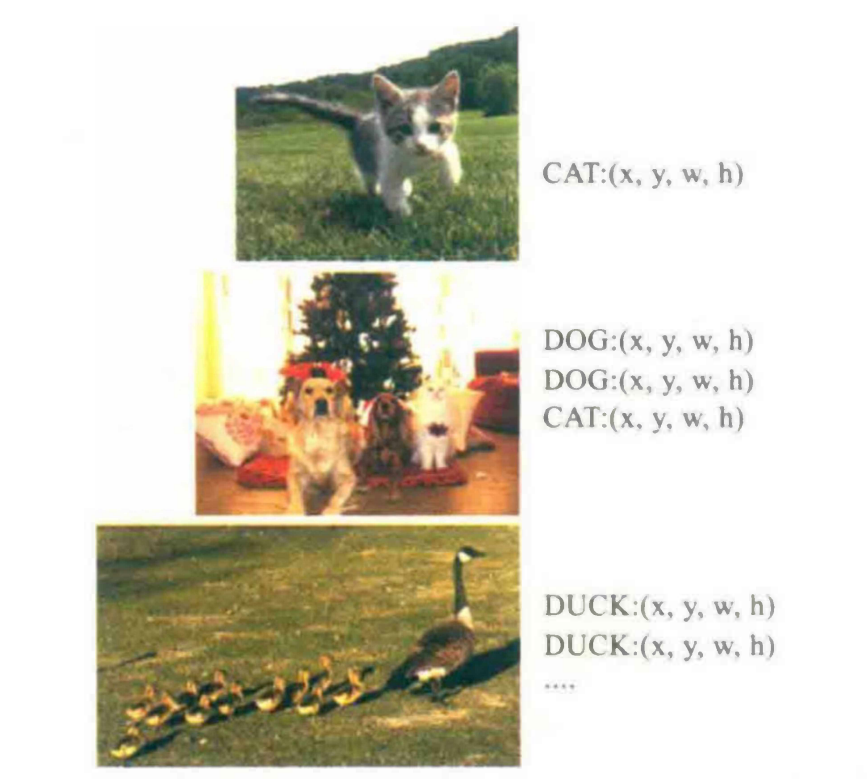 CAT:(x, y, w, h)
DOG:(x, y, w, h)
DOG:(x, y, w, h)
CAT:(x, y, w, h)
DUCK:(x, y, w, h)
DUCK:(x, y, w, h)
....